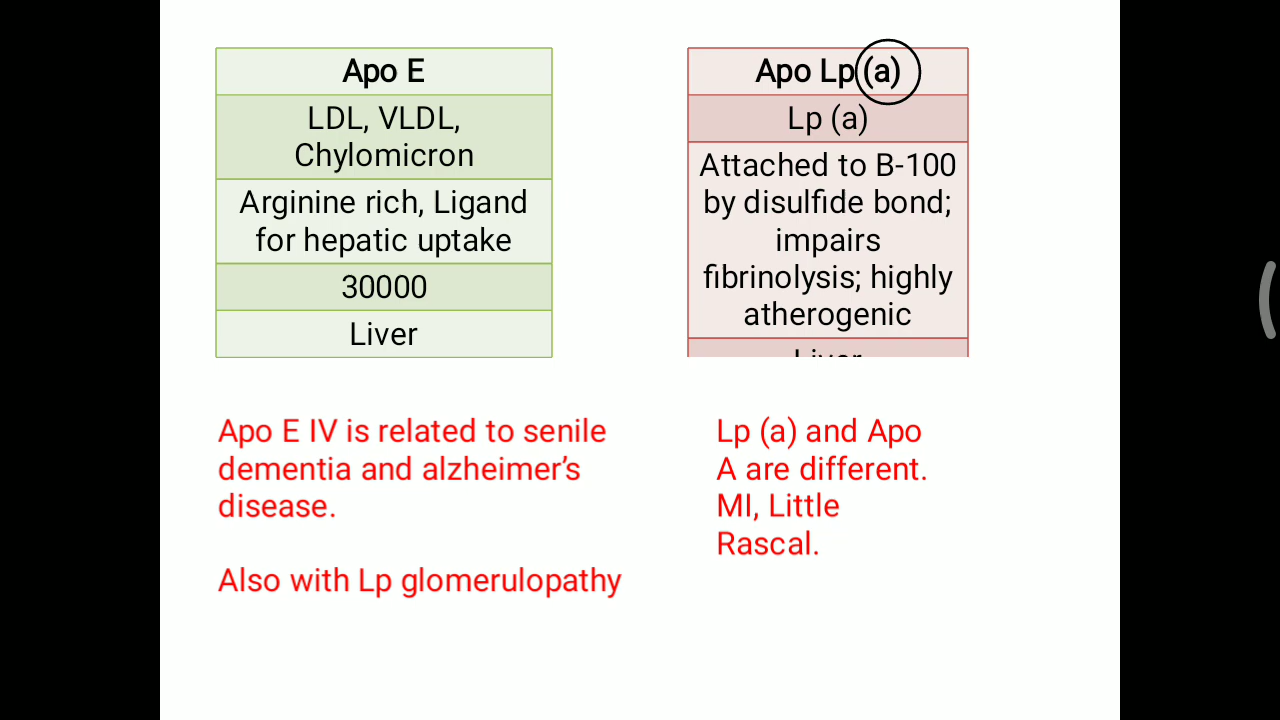 Apo E
LDL, VLDL,
Chylomicron
Arginine rich, Ligand
for hepatic uptake
30000
Liver
Apo Lp (a)
Lp (a)
Attached to B-100
by disulfide bond;
impairs
fibrinolysis; highly
atherogenic
Liver
Apo E IV is related to senile
dementia and alzheimer’s
disease.
Also with Lp glomerulopathy
Lp (a) and Apo
A are different.
MI, Little
Rascal.